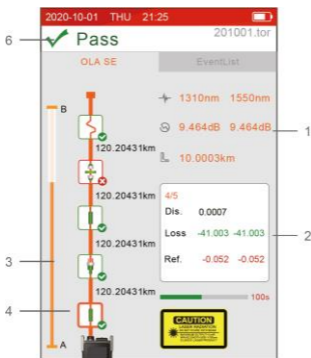 2020-10-01 THU 21:25
6
Pass
201001.tor
OLA SE
EventList
B
1310nm 1550nm
9.464dB 9.464dB
1
120.20431km
10.0003km
120.20431km
4/5
Dis. 0.0007
Loss -41.003 -41.003
2
Ref. -0.052 -0.052
3
120.20431km
120.20431km
100s
4
CAUTION
A